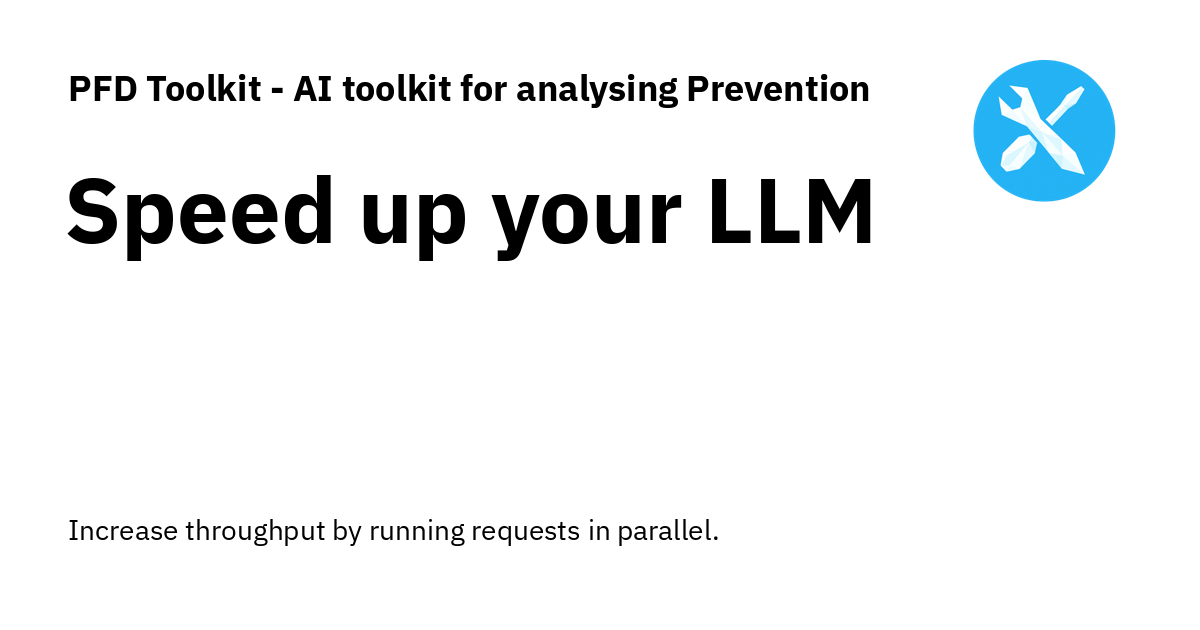 PFD Toolkit - AI toolkit for analysing Prevention
Speed up your LLM
Increase throughput by running requests in parallel.